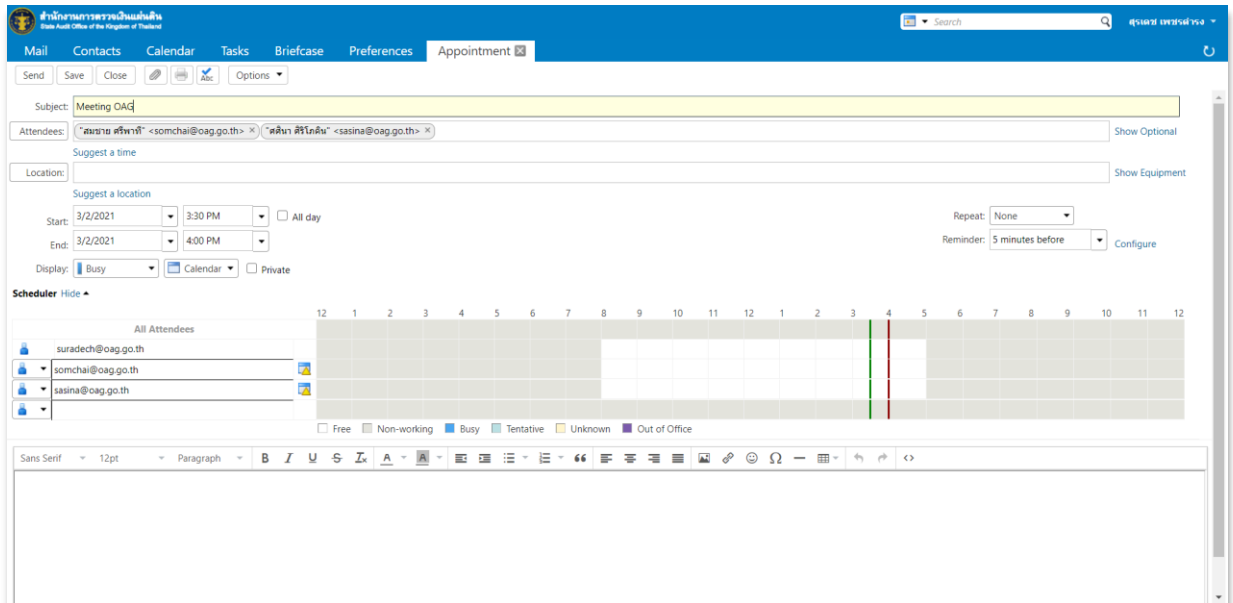 สำนักงานการตรวจเงินแผ่นดิน
State Audit Office of the Kingdom of Thailand
Search
สุรเดช เพชรดำรง
Mail Contacts Calendar Tasks Briefcase Preferences Appointment
Send Save Close Abc Options
Subject: Meeting OAG
Attendees: "สมชาย ศรีพาที" <somchai@oag.go.th> × "ศศินา สิริโภคิน" <sasina@oag.go.th> × Show Optional
Suggest a time
Location: Show Equipment
Suggest a location
Start: 3/2/2021 3:30 PM All day Repeat: None
End: 3/2/2021 4:00 PM Reminder: 5 minutes before Configure
Display: Busy Calendar Private
Scheduler Hide
12 1 2 3 4 5 6 7 8 9 10 11 12 1 2 3 4 5 6 7 8 9 10 11 12
All Attendees
suradech@oag.go.th
somchai@oag.go.th
sasina@oag.go.th
Free Non-working Busy Tentative Unknown Out of Office
Sans Serif 12pt Paragraph B I U S Ix A A